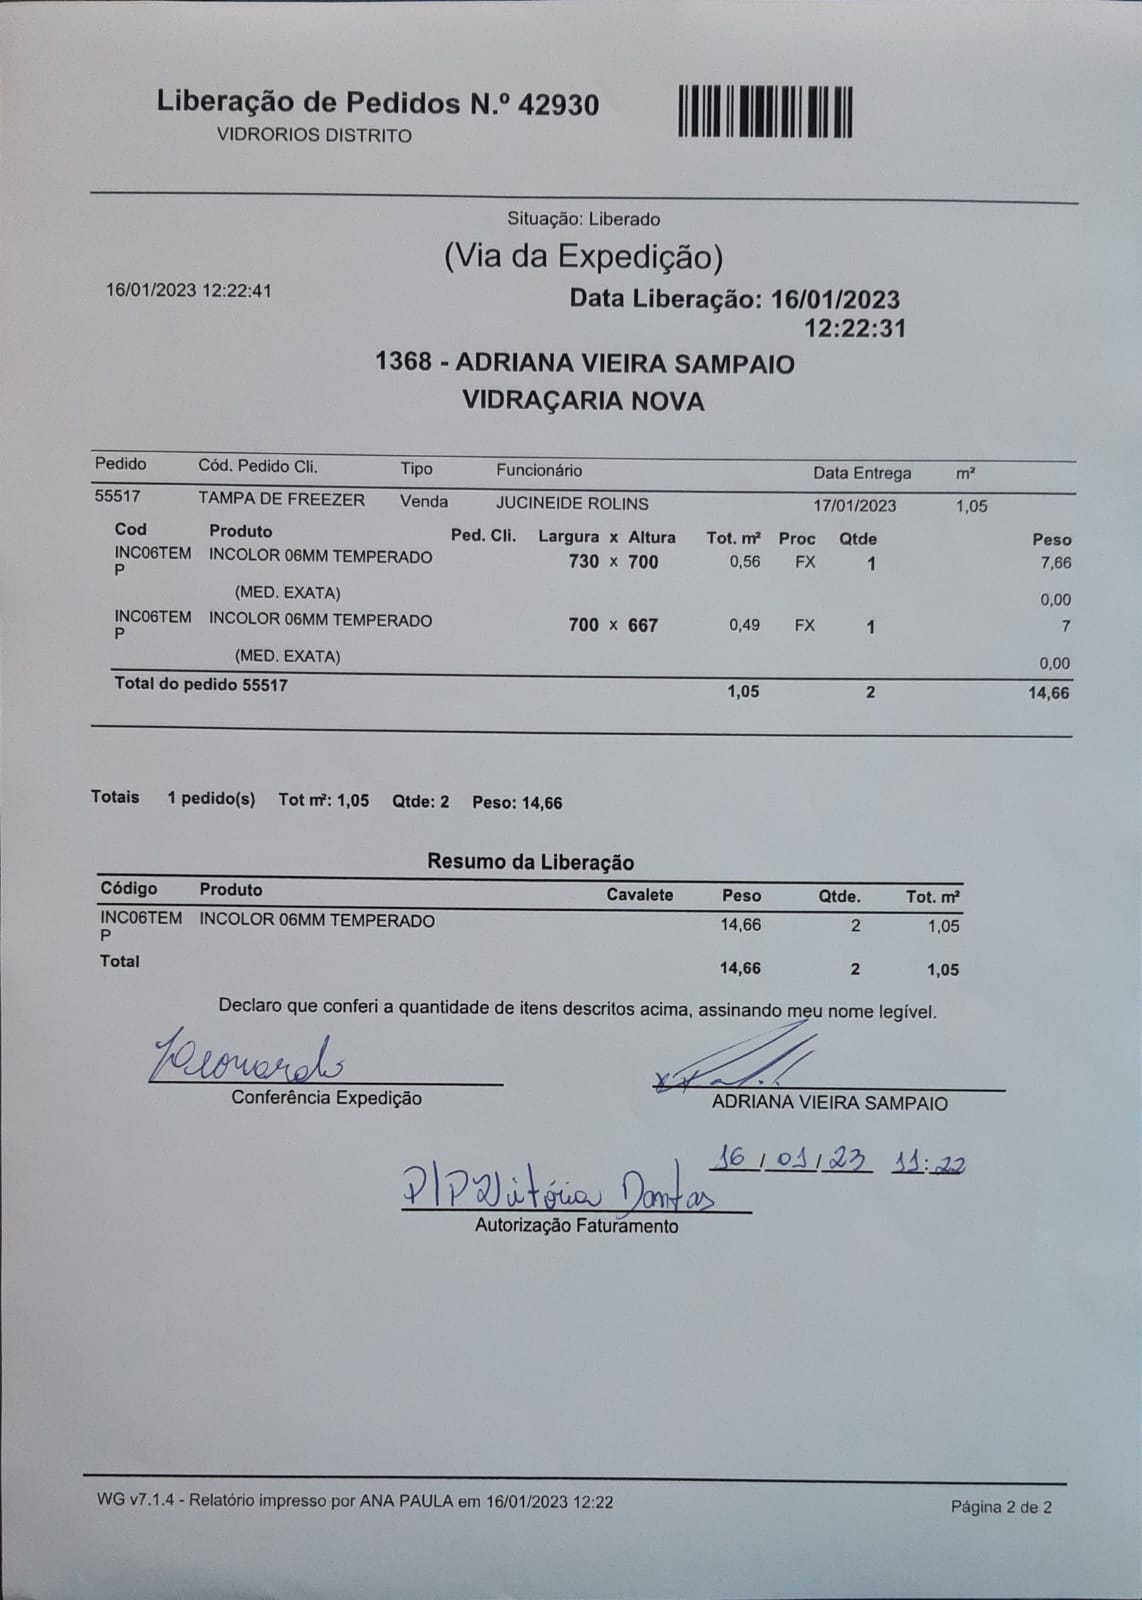 Liberação de Pedidos N.º 42930
VIDRORIOS DISTRITO
Situação: Liberado
(Via da Expedição)
16/01/2023 12:22:41
Data Liberação: 16/01/2023
12:22:31
1368 - ADRIANA VIEIRA SAMPAIO
VIDRAÇARIA NOVA
Pedido Cód. Pedido Cli. Tipo Funcionário Data Entrega m²
55517 TAMPA DE FREEZER Venda JUCINEIDE ROLINS 17/01/2023 1,05
Cod Produto Ped. Cli. Largura x Altura Tot. m² Proc Qtde Peso
INC06TEM INCOLOR 06MM TEMPERADO 730 x 700 0,56 FX 1 7,66
P
(MED. EXATA) 0,00
INC06TEM INCOLOR 06MM TEMPERADO 700 x 667 0,49 FX 1 7
P
(MED. EXATA) 0,00
Total do pedido 55517 1,05 2 14,66
Totais 1 pedido(s) Tot m²: 1,05 Qtde: 2 Peso: 14,66
Resumo da Liberação
Código Produto Cavalete Peso Qtde. Tot. m²
INC06TEM INCOLOR 06MM TEMPERADO 14,66 2 1,05
P
Total 14,66 2 1,05
Declaro que conferi a quantidade de itens descritos acima, assinando meu nome legível.
Leonardo
Conferência Expedição
ADRIANA VIEIRA SAMPAIO
16/01/23 11:22
P/P Vitória Dantas
Autorização Faturamento
WG v7.1.4 - Relatório impresso por ANA PAULA em 16/01/2023 12:22
Página 2 de 2